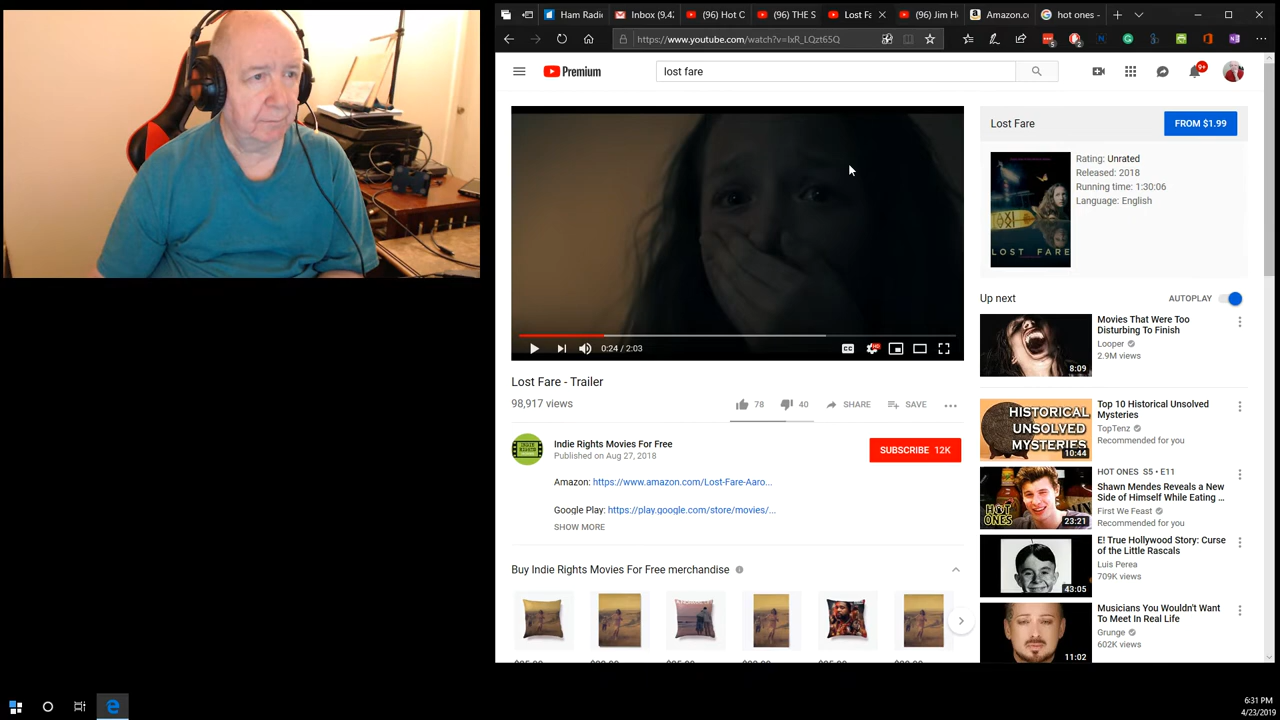 Ham Radi
Inbox (9,4
(96) Hot C
(96) THE S
Lost Fa
(96) Jim H
Amazon.c
hot ones -
https://www.youtube.com/watch?v=IxR_LQzt65Q
Premium
lost fare
9+
LOST FARE
Lost Fare
FROM $1.99
Rating: Unrated
Released: 2018
Running time: 1:30:06
Language: English
0:24 / 2:03
CC
HD
Lost Fare - Trailer
98,917 views
78
40
SHARE
SAVE
Indie Rights Movies For Free
Published on Aug 27, 2018
SUBSCRIBE 12K
Amazon: https://www.amazon.com/Lost-Fare-Aaro...
Google Play: https://play.google.com/store/movies/...
SHOW MORE
Buy Indie Rights Movies For Free merchandise
Up next
AUTOPLAY
8:09
Movies That Were Too
Disturbing To Finish
Looper
2.9M views
HISTORICAL
UNSOLVED
MYSTERIES
10:44
Top 10 Historical Unsolved
Mysteries
TopTenz
Recommended for you
HOT ONES
23:21
HOT ONES S5 • E11
Shawn Mendes Reveals a New
Side of Himself While Eating ...
First We Feast
Recommended for you
43:05
E! True Hollywood Story: Curse
of the Little Rascals
Luis Perea
709K views
11:02
Musicians You Wouldn't Want
To Meet In Real Life
Grunge
602K views
6:31 PM
4/23/2019